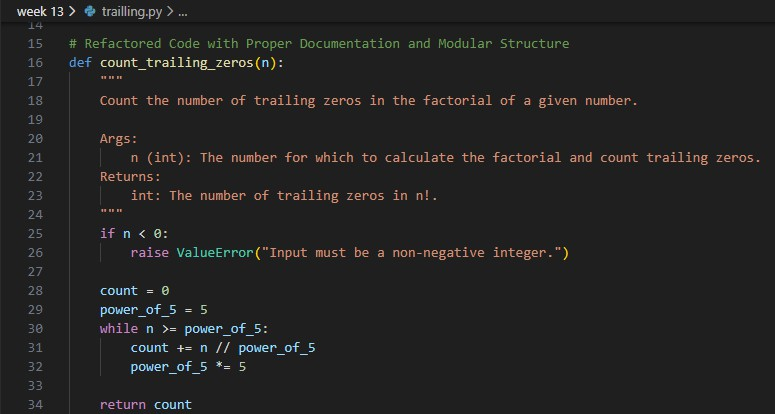 week 13 > trailling.py > ...
14
15 # Refactored Code with Proper Documentation and Modular Structure
16 def count_trailing_zeros(n):
17     """
18     Count the number of trailing zeros in the factorial of a given number.
19
20     Args:
21         n (int): The number for which to calculate the factorial and count trailing zeros.
22     Returns:
23         int: The number of trailing zeros in n!.
24     """
25     if n < 0:
26         raise ValueError("Input must be a non-negative integer.")
27
28     count = 0
29     power_of_5 = 5
30     while n >= power_of_5:
31         count += n // power_of_5
32         power_of_5 *= 5
33
34     return count